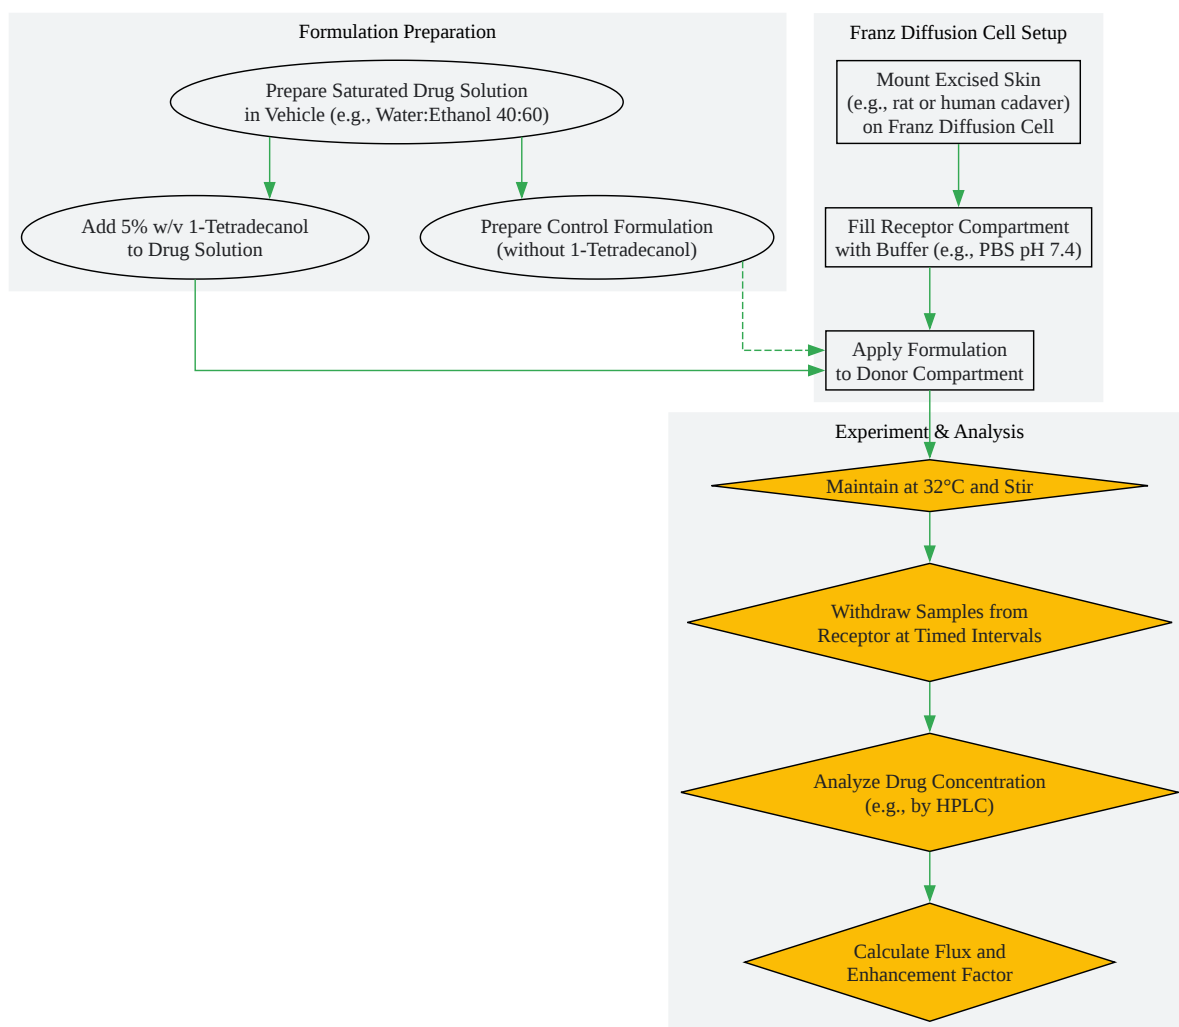 Formulation Preparation
Prepare Saturated Drug Solution
in Vehicle (e.g., Water:Ethanol 40:60)
Add 5% w/v 1-Tetradecanol
to Drug Solution
Prepare Control Formulation
(without 1-Tetradecanol)
Franz Diffusion Cell Setup
Mount Excised Skin
(e.g., rat or human cadaver)
on Franz Diffusion Cell
Fill Receptor Compartment
with Buffer (e.g., PBS pH 7.4)
Apply Formulation
to Donor Compartment
Experiment & Analysis
Maintain at 32°C and Stir
Withdraw Samples from
Receptor at Timed Intervals
Analyze Drug Concentration
(e.g., by HPLC)
Calculate Flux and
Enhancement Factor